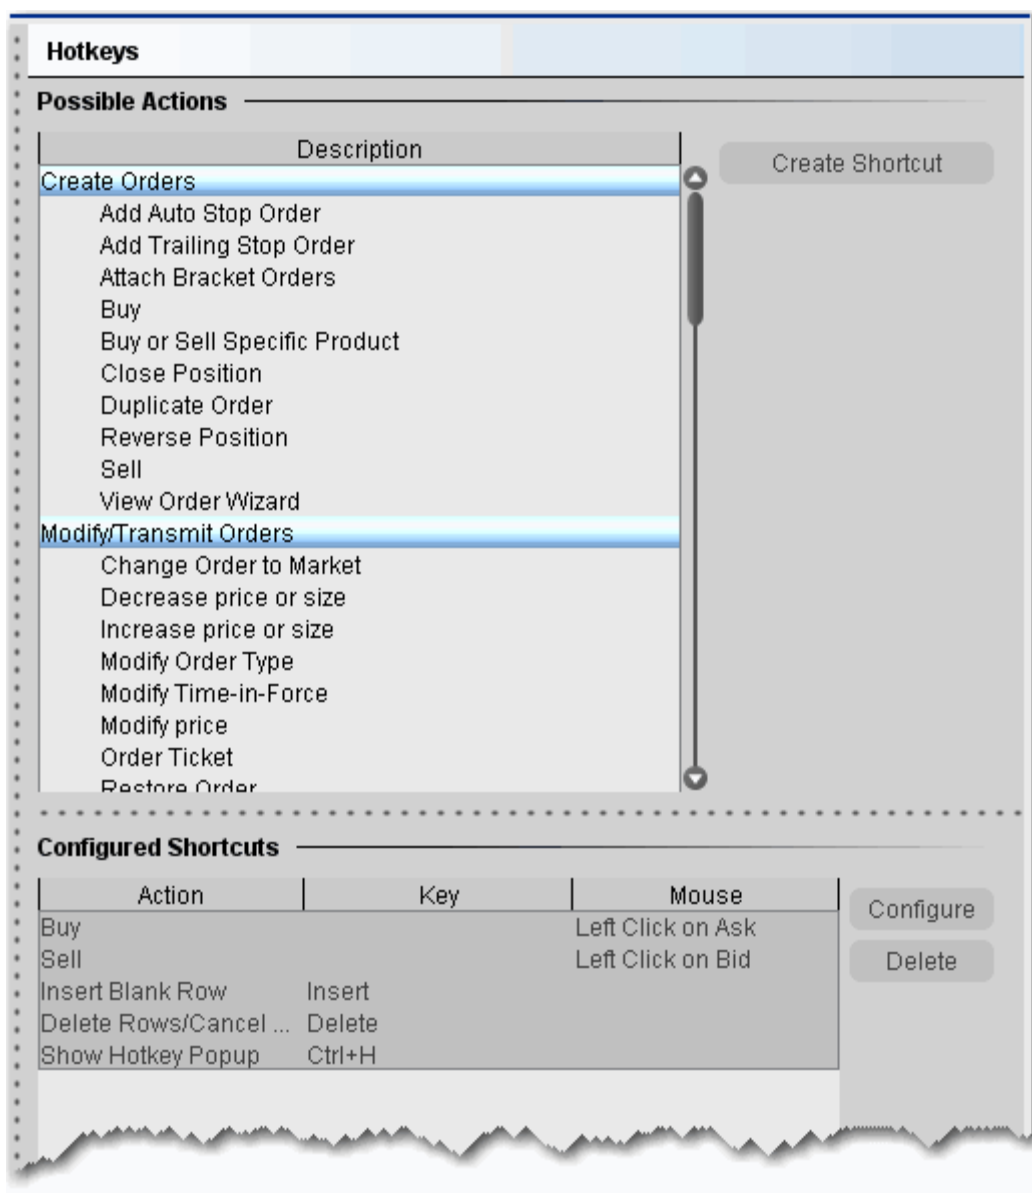 Hotkeys
Possible Actions
Description
Create Shortcut
Create Orders
Add Auto Stop Order
Add Trailing Stop Order
Attach Bracket Orders
Buy
Buy or Sell Specific Product
Close Position
Duplicate Order
Reverse Position
Sell
View Order Wizard
Modify/Transmit Orders
Change Order to Market
Decrease price or size
Increase price or size
Modify Order Type
Modify Time-in-Force
Modify price
Order Ticket
Restore Order
Configured Shortcuts
Action Key Mouse
Configure
Buy Left Click on Ask
Sell Left Click on Bid
Delete
Insert Blank Row Insert
Delete Rows/Cancel ... Delete
Show Hotkey Popup Ctrl+H